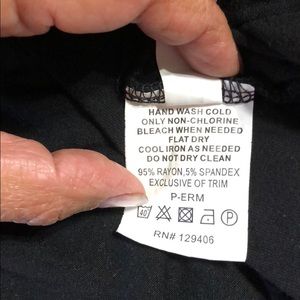 HAND WASH COLD
ONLY NON-CHLORINE
BLEACH WHEN NEEDED
FLAT DRY
COOL IRON AS NEEDED
DO NOT DRY CLEAN
95% RAYON,5% SPANDEX
EXCLUSIVE OF TRIM
P-ERM
40 P
RN# 129406